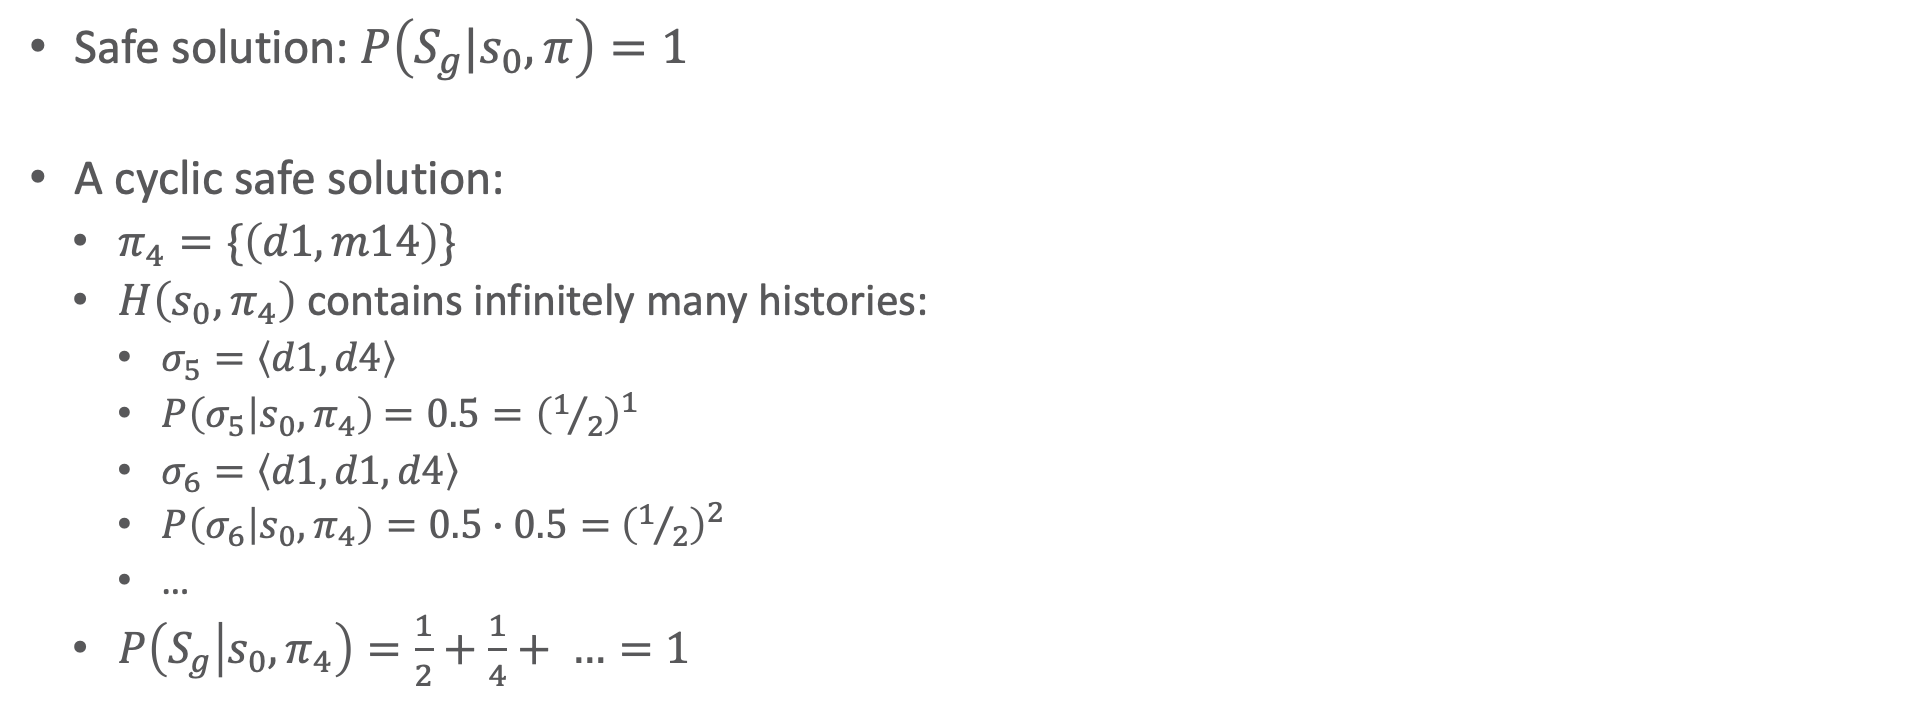 • Safe solution: P(S_g|s_0, π) = 1
• A cyclic safe solution:
• π_4 = {(d1, m14)}
• H(s_0, π_4) contains infinitely many histories:
• σ_5 = ⟨d1, d4⟩
• P(σ_5|s_0, π_4) = 0.5 = (1/2)^1
• σ_6 = ⟨d1, d1, d4⟩
• P(σ_6|s_0, π_4) = 0.5 · 0.5 = (1/2)^2
• ...
• P(S_g|s_0, π_4) = 1/2 + 1/4 + ... = 1